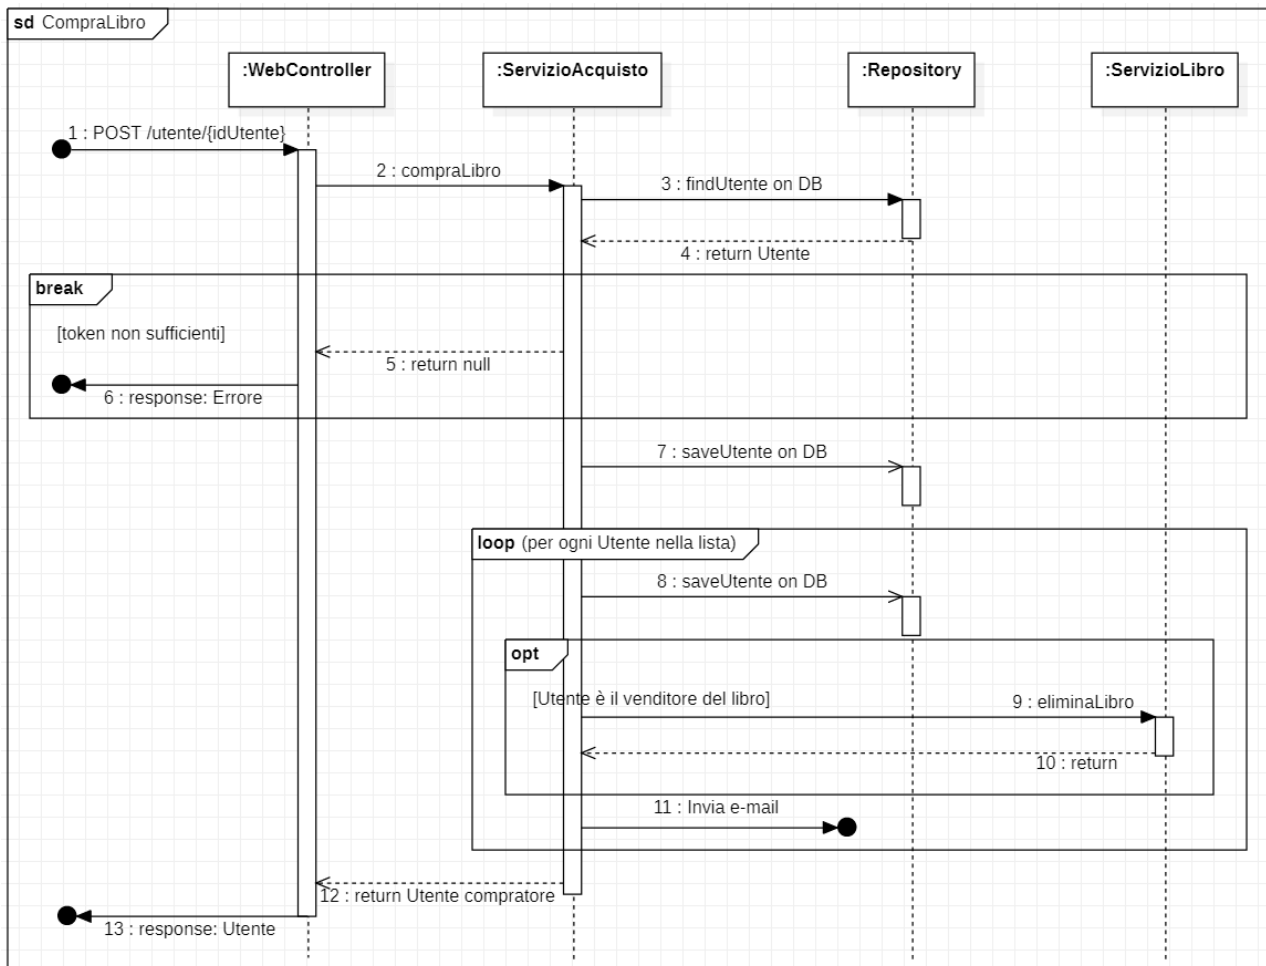 sd CompraLibro
:WebController
:ServizioAcquisto
:Repository
:ServizioLibro
1 : POST /utente/{idUtente}
2 : compraLibro
3 : findUtente on DB
4 : return Utente
break
[token non sufficienti]
5 : return null
6 : response: Errore
7 : saveUtente on DB
loop (per ogni Utente nella lista)
8 : saveUtente on DB
opt
[Utente è il venditore del libro]
9 : eliminaLibro
10 : return
11 : Invia e-mail
12 : return Utente compratore
13 : response: Utente